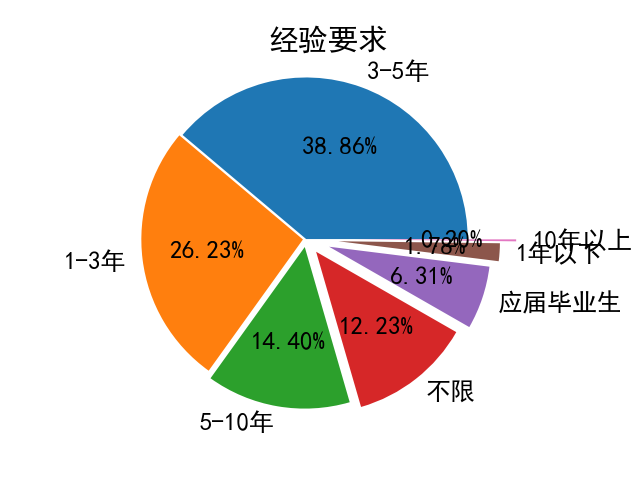 经验要求
3-5年
38.86%
1-3年
26.23%
14.40%
5-10年
12.23%
不限
6.31%
应届毕业生
1.78%
1年以下
0.20%
10年以上